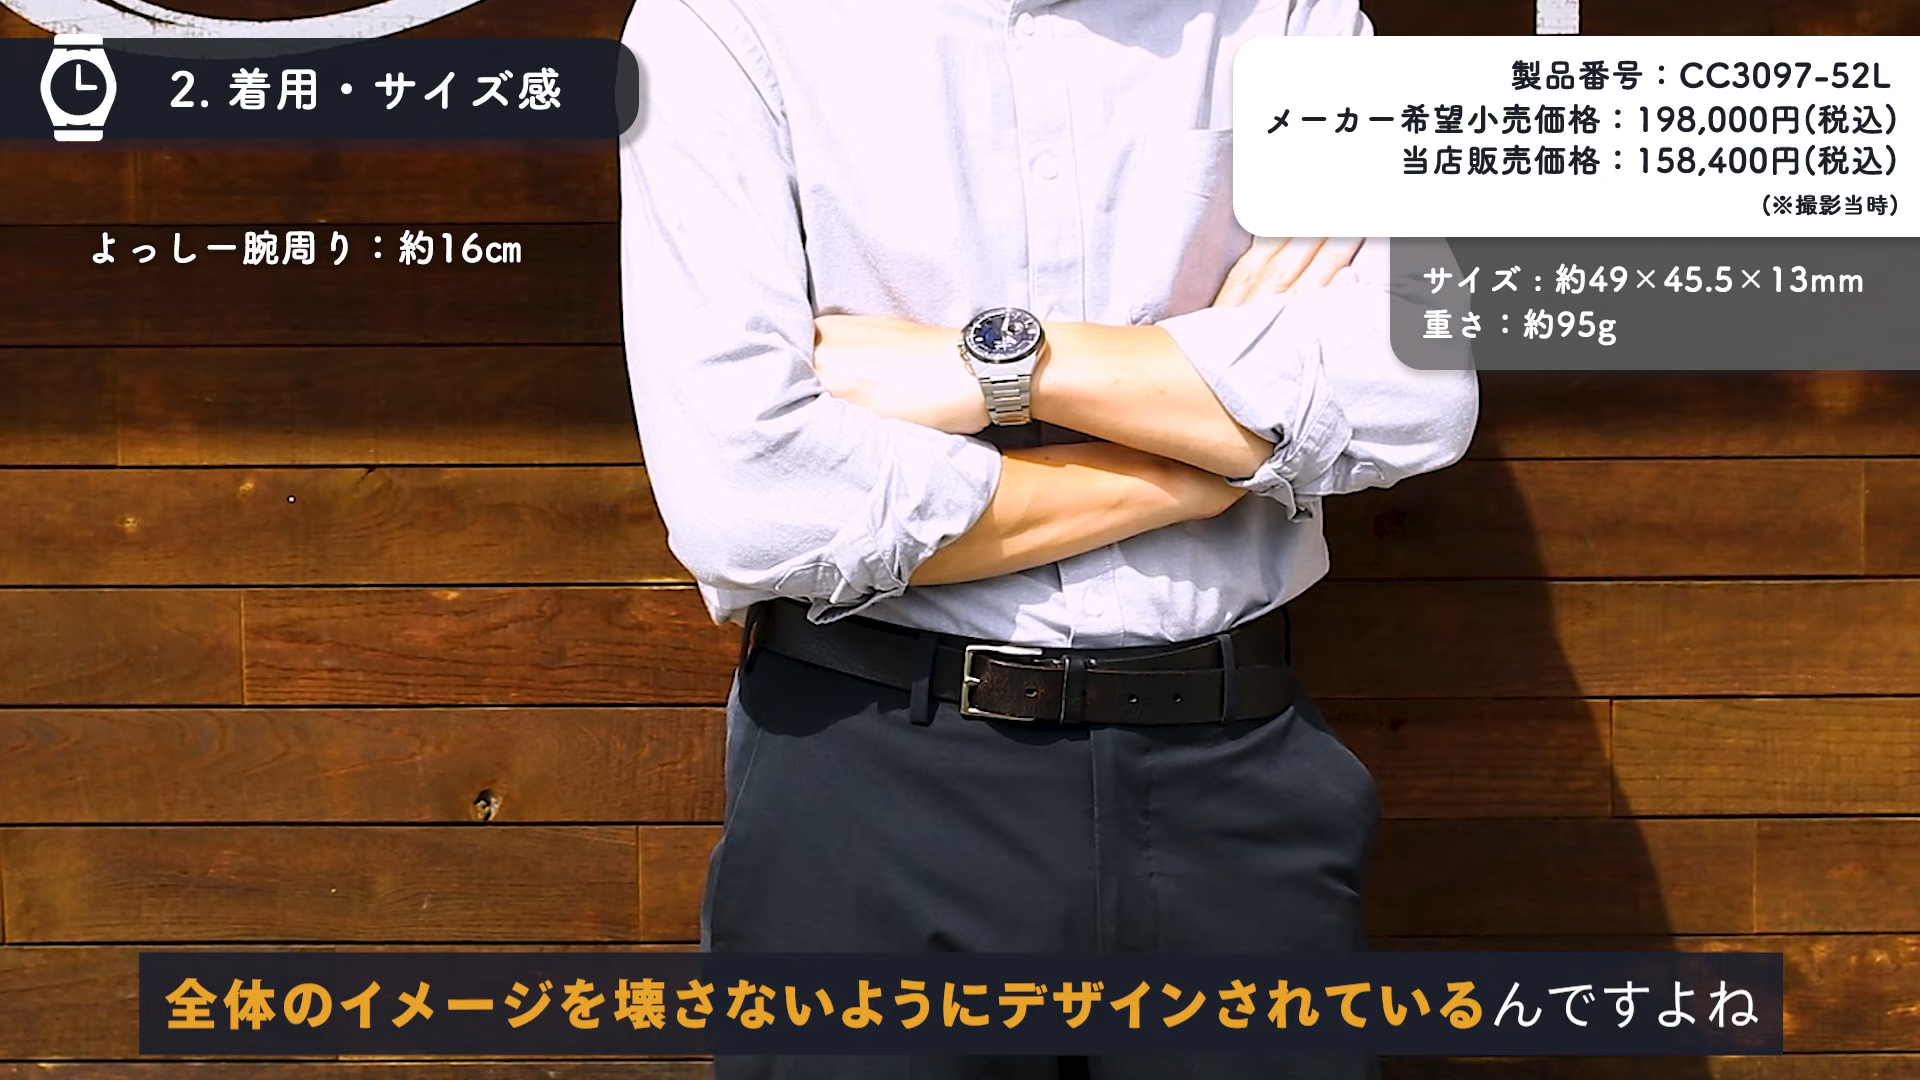 2. 着用・サイズ感
製品番号：CC3097-52L
メーカー希望小売価格：198,000円(税込)
当店販売価格：158,400円(税込)
(※撮影当時)
よっしー腕周り：約16㎝
サイズ：約49×45.5×13mm
重さ：約95g
全体のイメージを壊さないようにデザインされているんですよね